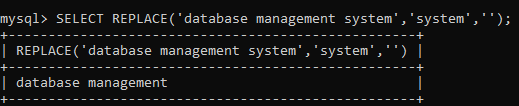 mysql> SELECT REPLACE('database management system','system','');
+--------------------------------------------------+
| REPLACE('database management system','system','') |
+--------------------------------------------------+
| database management                              |
+--------------------------------------------------+